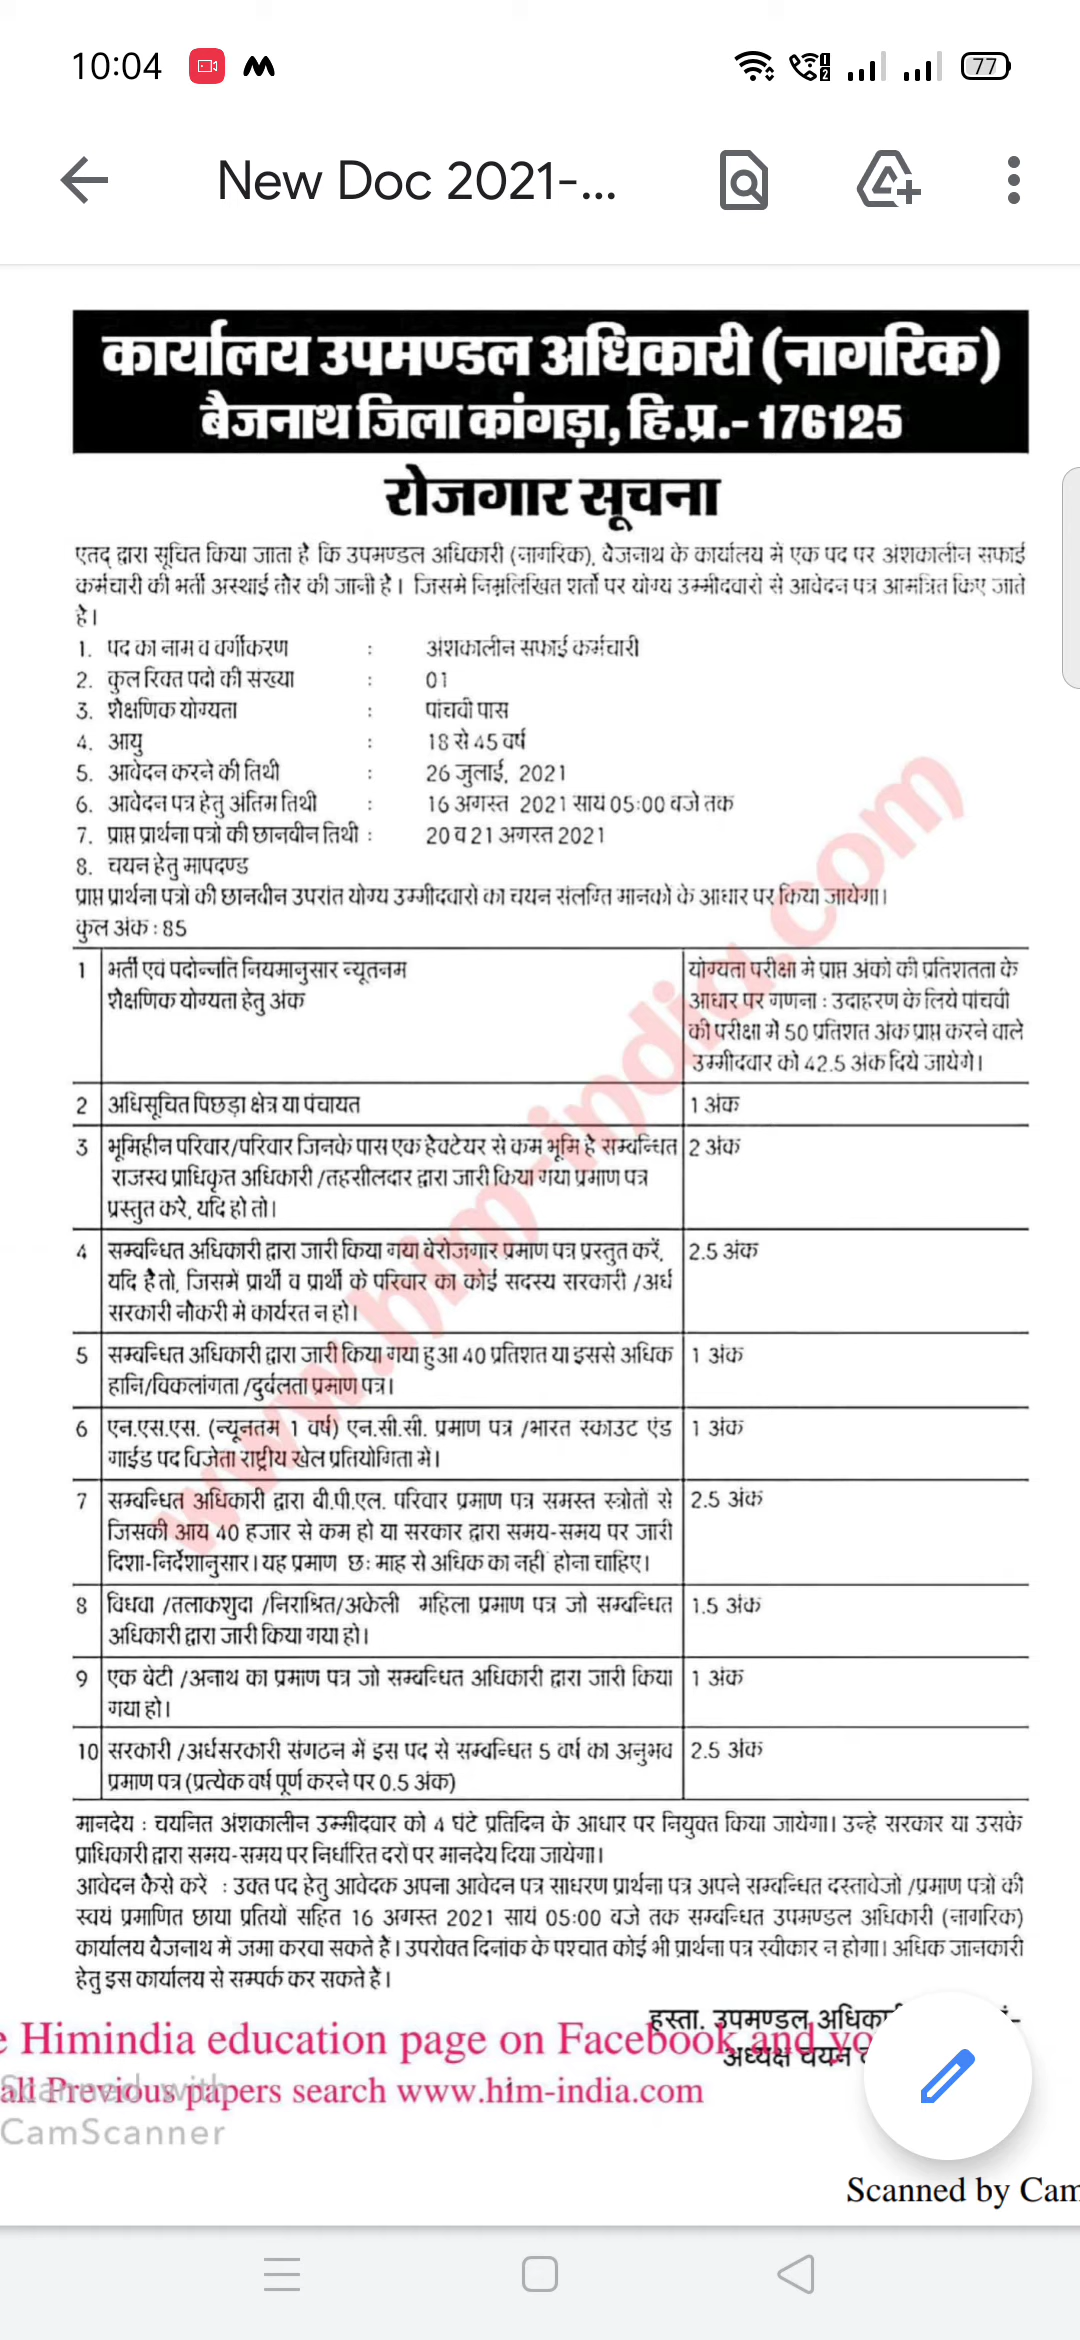 10:04
77
New Doc 2021-...
कार्यालय उपमण्डल अधिकारी (नागरिक)
बैजनाथ जिला कांगड़ा, हि.प्र.- 176125
रोजगार सूचना
एतद् द्वारा सूचित किया जाता है कि उपमण्डल अधिकारी (नागरिक), बैजनाथ के कार्यालय में एक पद पर अंशकालीन सफाई
कर्मचारी की भर्ती अस्थाई तौर की जानी है। जिसमें निम्नलिखित शर्तों पर योग्य उम्मीदवारों से आवेदन पत्र आमंत्रित किए जाते
है।
1. पद का नाम व वर्गीकरण : अंशकालीन सफाई कर्मचारी
2. कुल रिक्त पदों की संख्या : 01
3. शैक्षणिक योग्यता : पांचवी पास
4. आयु : 18 से 45 वर्ष
5. आवेदन करने की तिथी : 26 जुलाई, 2021
6. आवेदन पत्र हेतु अंतिम तिथी : 16 अगस्त 2021 सायं 05:00 बजे तक
7. प्राप्त प्रार्थना पत्रों की छानबीन तिथी : 20 व 21 अगस्त 2021
8. चयन हेतु मापदण्ड
प्राप्त प्रार्थना पत्रों की छानबीन उपरांत योग्य उम्मीदवारों का चयन संलग्ति मानकों के आधार पर किया जायेगा।
कुल अंक : 85
1 भर्ती एवं पदोन्नति नियमानुसार न्यूतनम योग्यता परीक्षा में प्राप्त अंकों की प्रतिशतता के
शैक्षणिक योग्यता हेतु अंक आधार पर गणना : उदाहरण के लिये पांचवी
की परीक्षा में 50 प्रतिशत अंक प्राप्त करने वाले
उम्मीदवार को 42.5 अंक दिये जायेंगे।
2 अधिसूचित पिछड़ा क्षेत्र या पंचायत 1 अंक
3 भूमिहीन परिवार/परिवार जिनके पास एक हैक्टेयर से कम भूमि है सम्बन्धित 2 अंक
राजस्व प्राधिकृत अधिकारी /तहसीलदार द्वारा जारी किया गया प्रमाण पत्र
प्रस्तुत करे, यदि हो तो।
4 सम्बन्धित अधिकारी द्वारा जारी किया गया बेरोजगार प्रमाण पत्र प्रस्तुत करें, 2.5 अंक
यदि है तो, जिसमें प्रार्थी व प्रार्थी के परिवार का कोई सदस्य सरकारी /अर्ध
सरकारी नौकरी में कार्यरत न हो।
5 सम्बन्धित अधिकारी द्वारा जारी किया गया हुआ 40 प्रतिशत या इससे अधिक 1 अंक
हानि/विकलांगता /दुर्बलता प्रमाण पत्र।
6 एन.एस.एस. (न्यूनतम 1 वर्ष) एन.सी.सी. प्रमाण पत्र /भारत स्काउट एंड 1 अंक
गाईड पद विजेता राष्ट्रीय खेल प्रतियोगिता में।
7 सम्बन्धित अधिकारी द्वारा बी.पी.एल. परिवार प्रमाण पत्र समस्त स्त्रोतों से 2.5 अंक
जिसकी आय 40 हजार से कम हो या सरकार द्वारा समय-समय पर जारी
दिशा-निर्देशानुसार। यह प्रमाण छः माह से अधिक का नहीं होना चाहिए।
8 विधवा /तलाकशुदा /निराश्रित/अकेली महिला प्रमाण पत्र जो सम्बन्धित 1.5 अंक
अधिकारी द्वारा जारी किया गया हो।
9 एक बेटी /अनाथ का प्रमाण पत्र जो सम्बन्धित अधिकारी द्वारा जारी किया 1 अंक
गया हो।
10 सरकारी /अर्धसरकारी संगटन में इस पद से सम्बन्धित 5 वर्ष का अनुभव 2.5 अंक
प्रमाण पत्र (प्रत्येक वर्ष पूर्ण करने पर 0.5 अंक)
मानदेय : चयनित अंशकालीन उम्मीदवार को 4 घंटे प्रतिदिन के आधार पर नियुक्त किया जायेगा। उन्हे सरकार या उसके
प्राधिकारी द्वारा समय-समय पर निर्धारित दरों पर मानदेय दिया जायेगा।
आवेदन कैसे करें : उक्त पद हेतु आवेदक अपना आवेदन पत्र साधरण प्रार्थना पत्र अपने सम्बन्धित दस्तावेजों /प्रमाण पत्रों की
स्वयं प्रमाणित छाया प्रतियों सहित 16 अगस्त 2021 सायं 05:00 बजे तक सम्बन्धित उपमण्डल अधिकारी (नागरिक)
कार्यालय बैजनाथ में जमा करवा सकते हैं। उपरोक्त दिनांक के पश्चात कोई भी प्रार्थना पत्र स्वीकार न होगा। अधिक जानकारी
हेतु इस कार्यालय से सम्पर्क कर सकते हैं।
हस्ता. उपमण्डल
अध्यक्ष चयन
www.him-india.com
Himindia education page on Facebook and
all Previous papers search www.him-india.com
Scanned with
CamScanner
Scanned by Cam